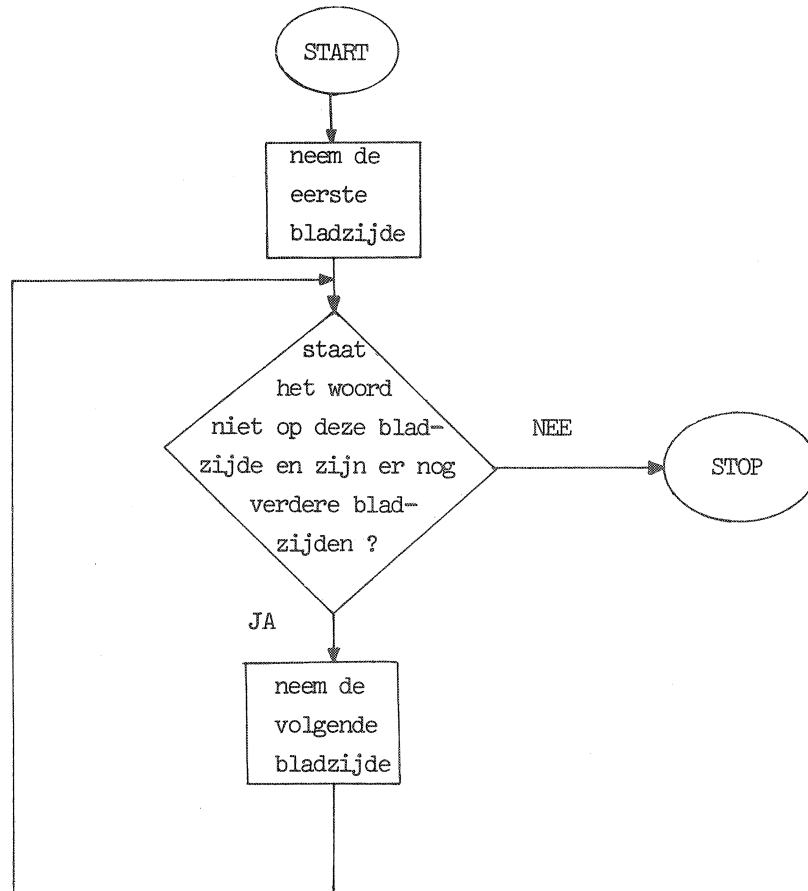 START
neem de
eerste
bladzijde
staat
het woord
niet op deze blad-
zijde en zijn er nog
verdere blad-
zijden ?
NEE
STOP
JA
neem de
volgende
bladzijde